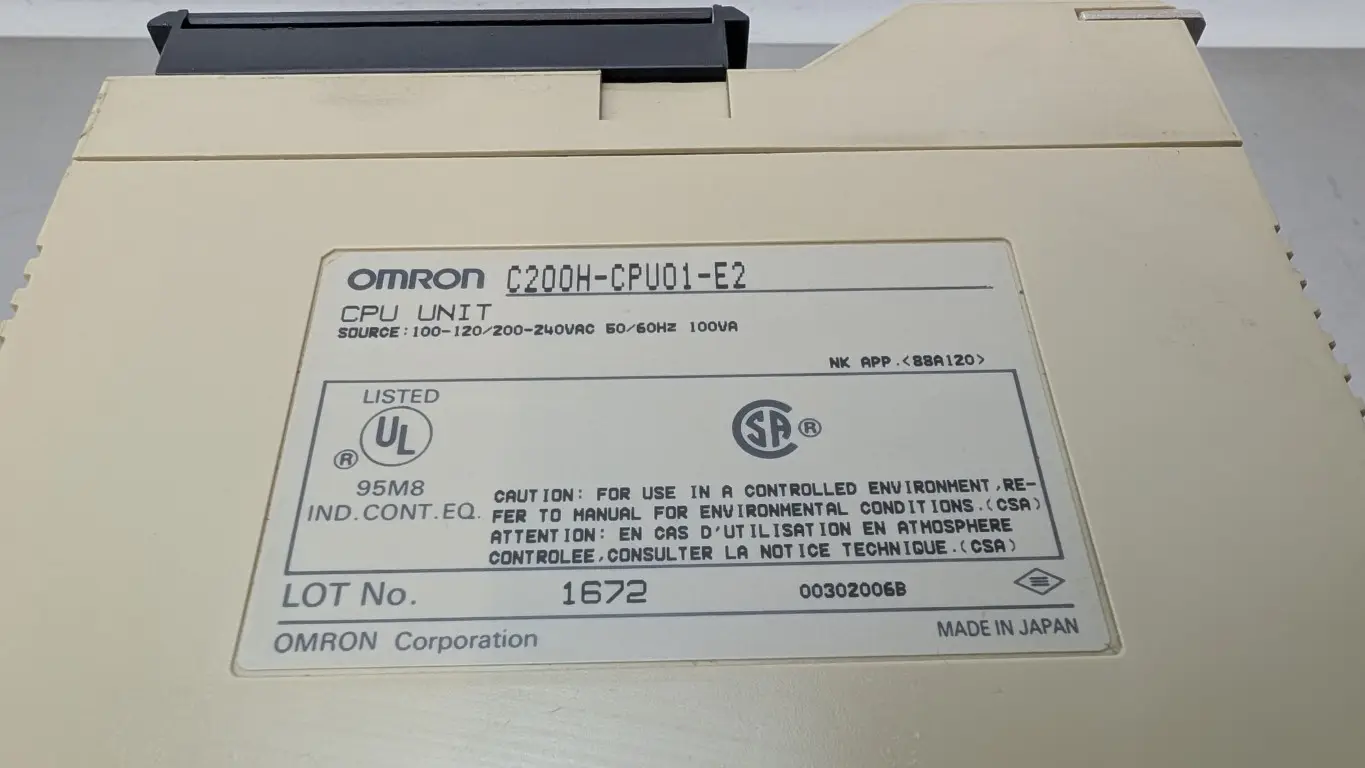 OMRON C200H-CPU01-E2
CPU UNIT
SOURCE:100-120/200-240VAC 50/60HZ 100VA
NK APP.<88A120>
LISTED
UL
®
95M8
IND.CONT.EQ.
CSA ®
CAUTION: FOR USE IN A CONTROLLED ENVIRONMENT,RE-
FER TO MANUAL FOR ENVIRONMENTAL CONDITIONS.(CSA)
ATTENTION: EN CAS D'UTILISATION EN ATMOSPHERE
CONTROLEE,CONSULTER LA NOTICE TECHNIQUE.(CSA)
LOT No. 1672 00302006B
OMRON Corporation MADE IN JAPAN